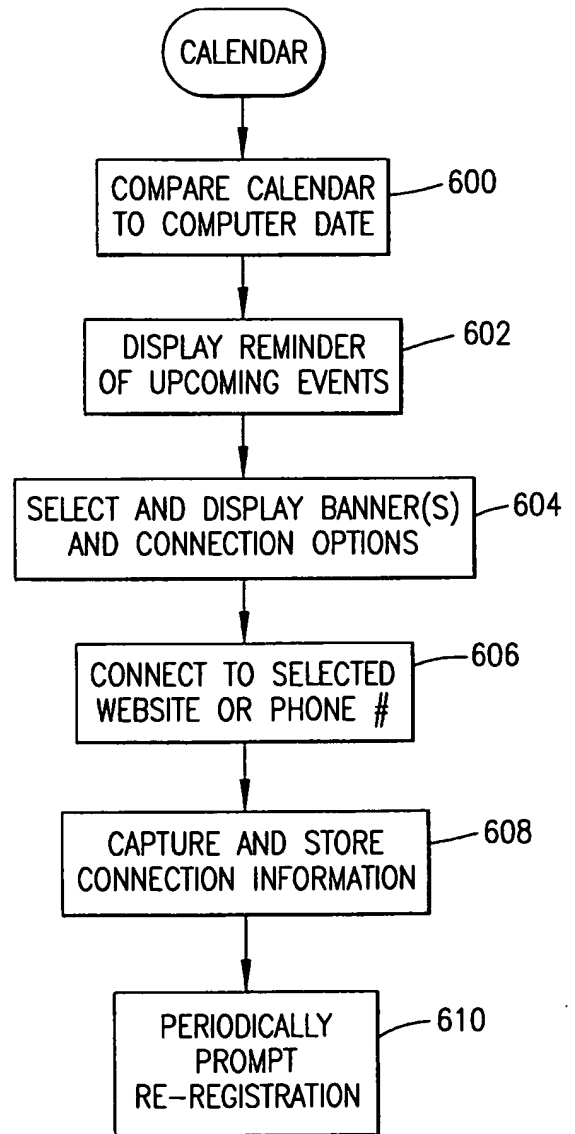 CALENDAR
COMPARE CALENDAR
TO COMPUTER DATE
600
DISPLAY REMINDER
OF UPCOMING EVENTS
602
SELECT AND DISPLAY BANNER(S)
AND CONNECTION OPTIONS
604
CONNECT TO SELECTED
WEBSITE OR PHONE #
606
CAPTURE AND STORE
CONNECTION INFORMATION
608
PERIODICALLY
PROMPT
RE-REGISTRATION
610